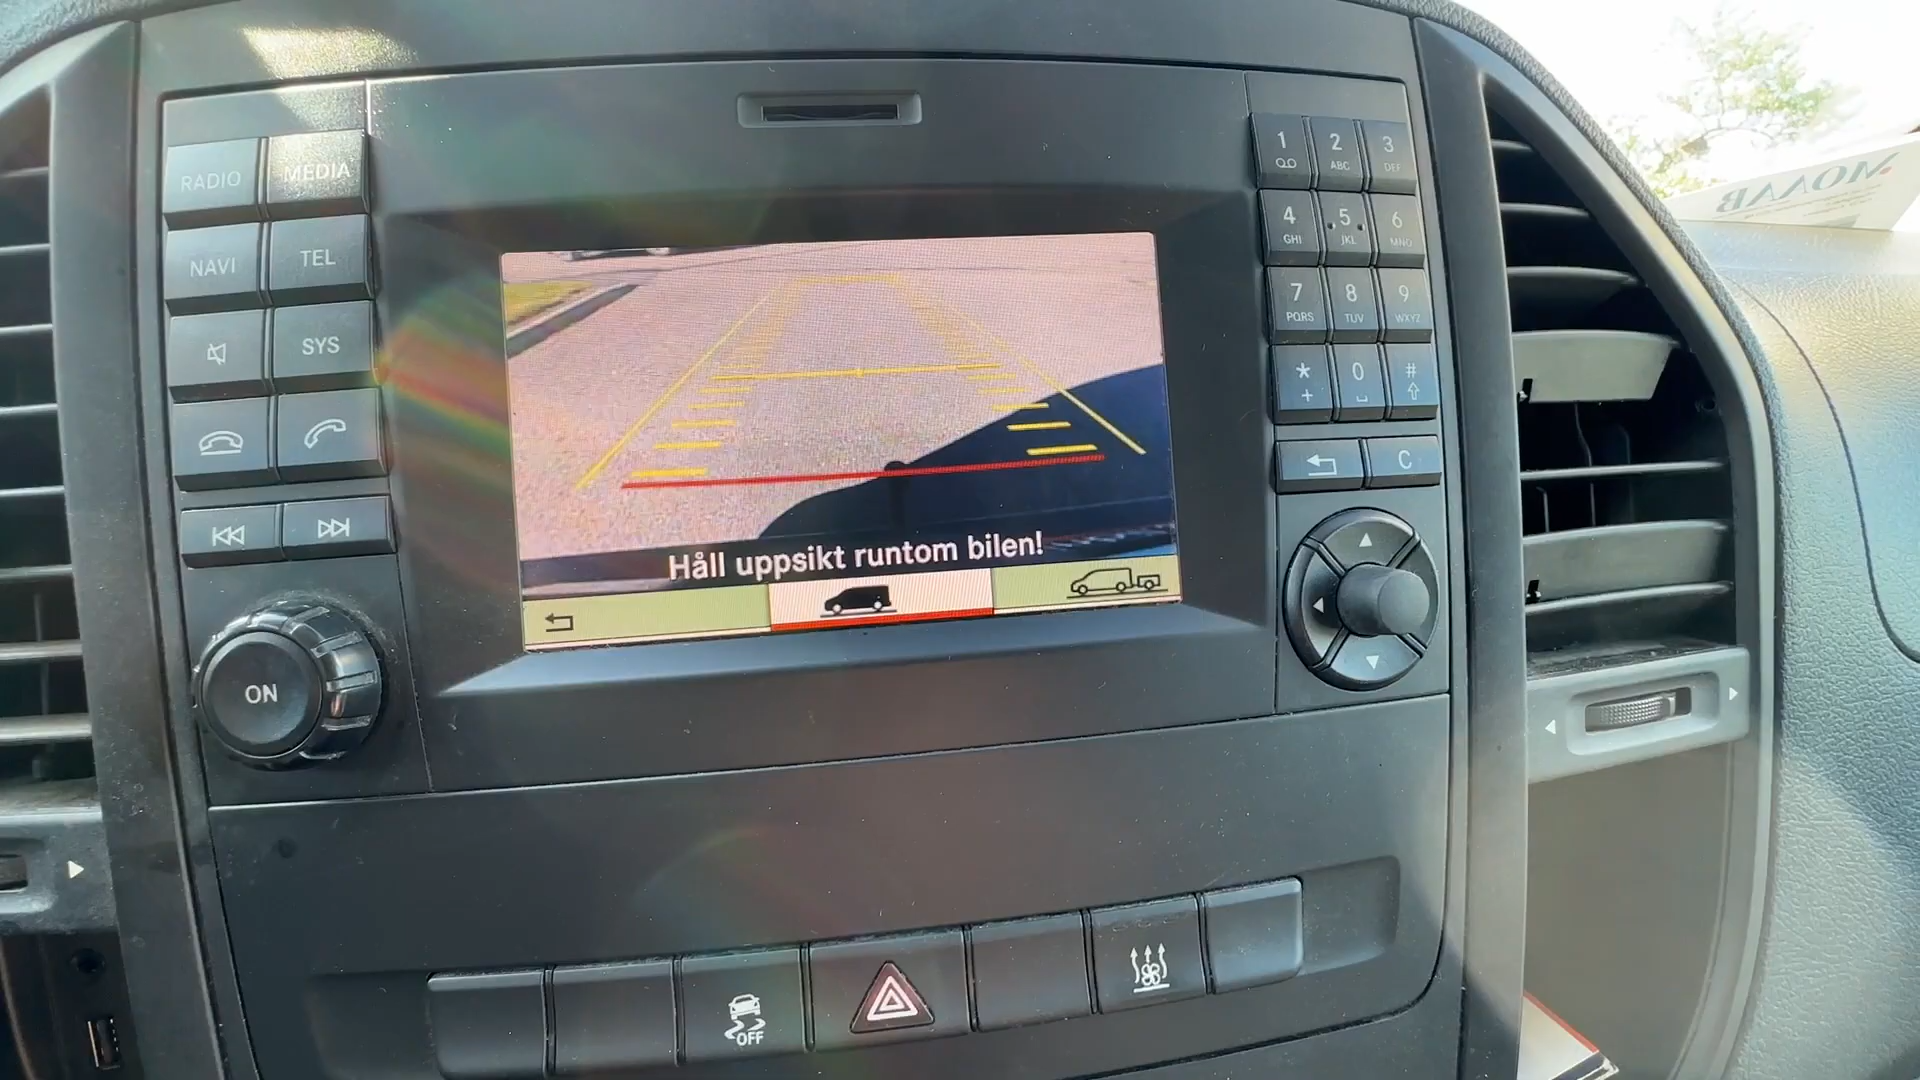 RADIO
MEDIA
NAVI
TEL
SYS
ON
Håll uppsikt runtom bilen!
1
2 ABC
3 DEF
4 GHI
5 JKL
6 MNO
7 PQRS
8 TUV
9 WXYZ
* +
0
#
C
OFF
MOΛAB